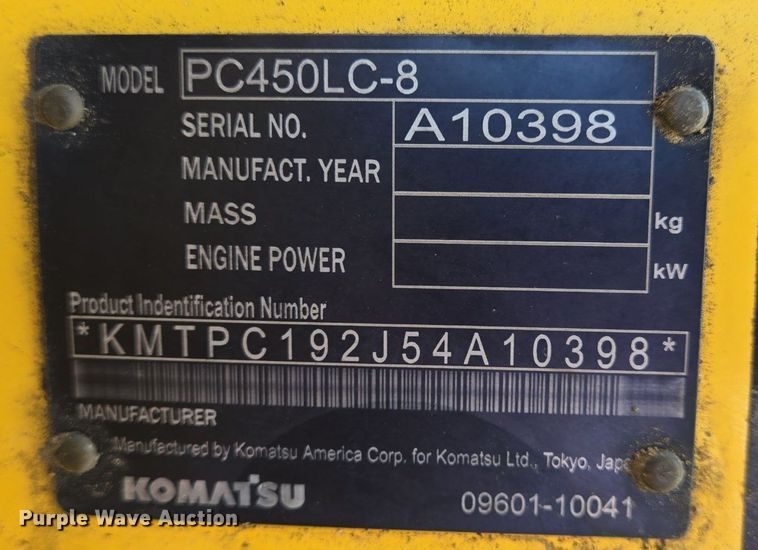 MODEL PC450LC-8
SERIAL NO. A10398
MANUFACT. YEAR
MASS kg
ENGINE POWER kW
Product Indentification Number
*KMTPC192J54A10398*
MANUFACTURER
Manufactured by Komatsu America Corp. for Komatsu Ltd., Tokyo, Japa
KOMATSU 09601-10041
Purple Wave Auction